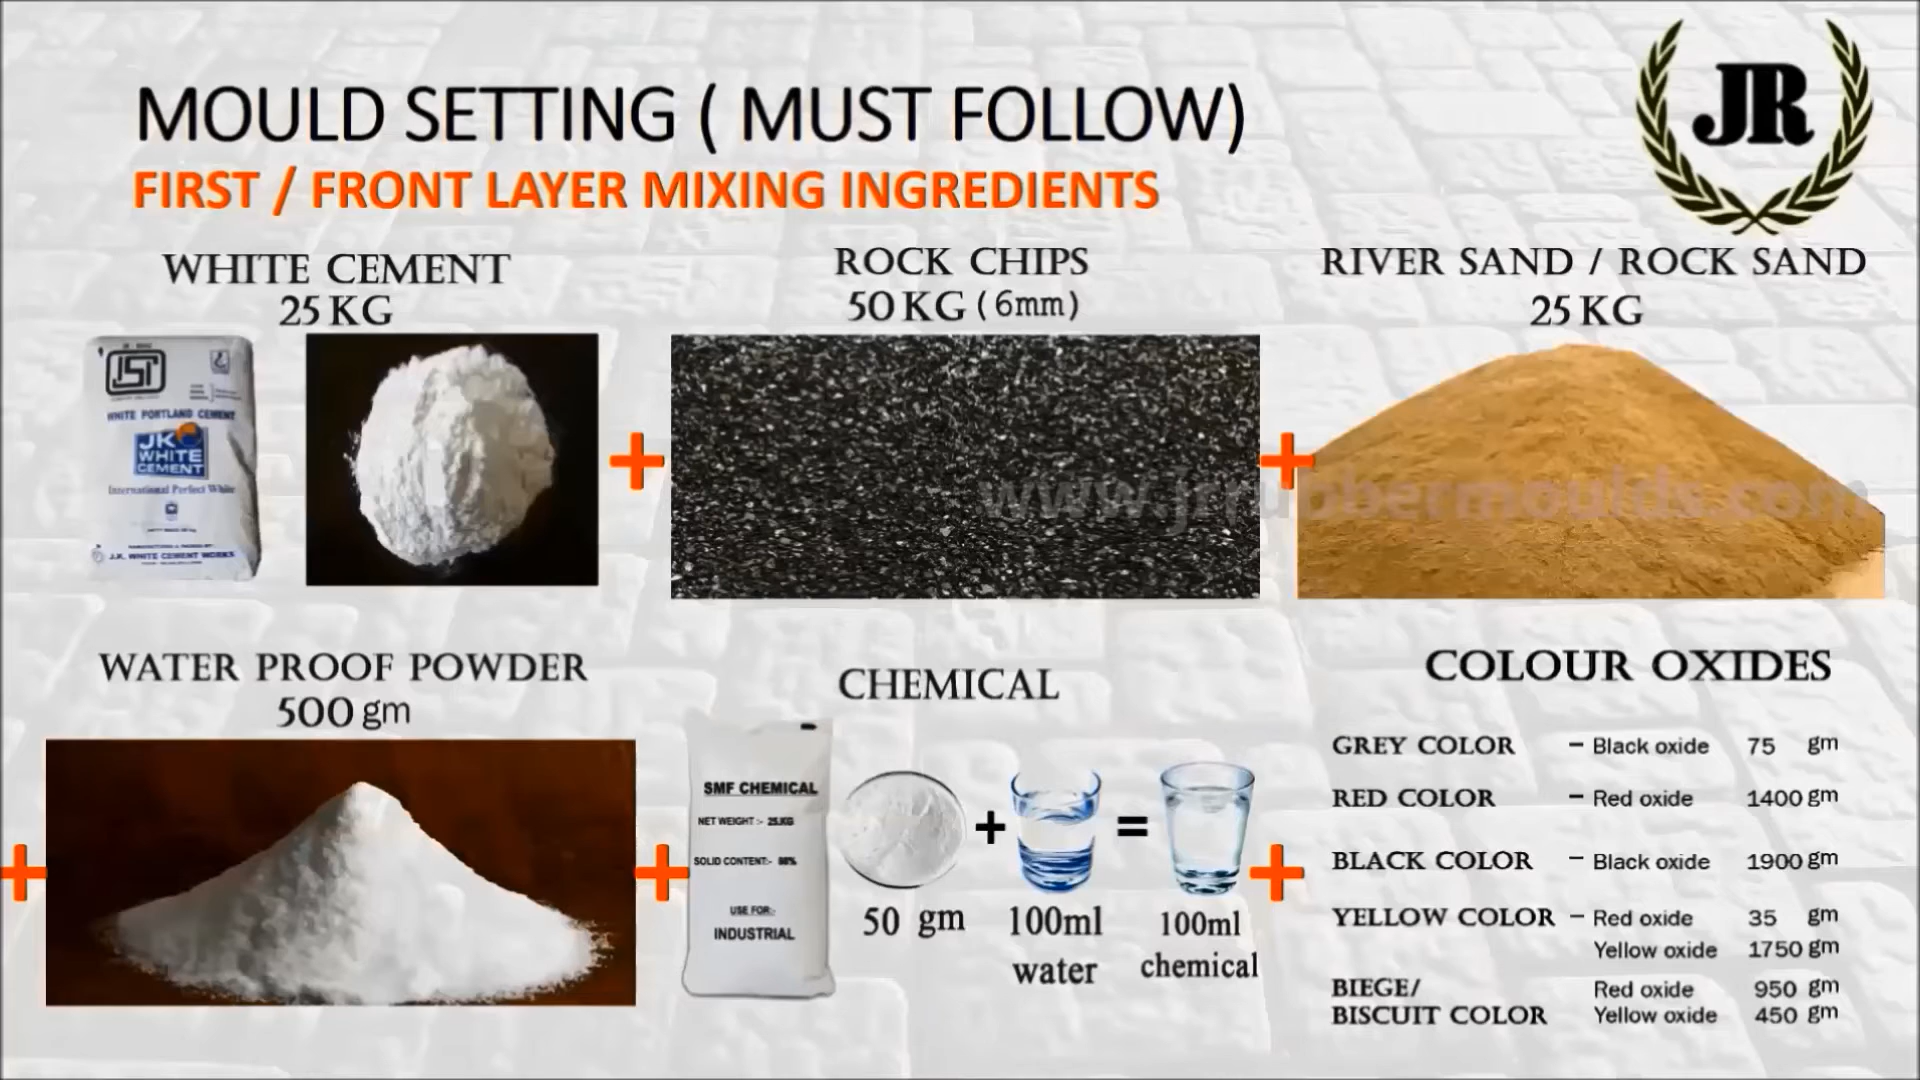 MOULD SETTING ( MUST FOLLOW)
FIRST / FRONT LAYER MIXING INGREDIENTS
JR
WHITE CEMENT
25 KG
ROCK CHIPS
50 KG (6mm)
RIVER SAND / ROCK SAND
25 KG
ISI
WHITE PORTLAND CEMENT
JK
WHITE
CEMENT
International Perfect White
J.K. WHITE CEMENT WORKS
+
+
www.jrrubbermoulds.com
WATER PROOF POWDER
500 gm
CHEMICAL
COLOUR OXIDES
+
+
SMF CHEMICAL
NET WEIGHT :- 25.KG
SOLID CONTENT:- 98%
USE FOR:-
INDUSTRIAL
+
=
50 gm
100ml
water
100ml
chemical
+
GREY COLOR - Black oxide 75 gm
RED COLOR - Red oxide 1400 gm
BLACK COLOR - Black oxide 1900 gm
YELLOW COLOR - Red oxide 35 gm
Yellow oxide 1750 gm
BIEGE/ Red oxide 950 gm
BISCUIT COLOR Yellow oxide 450 gm